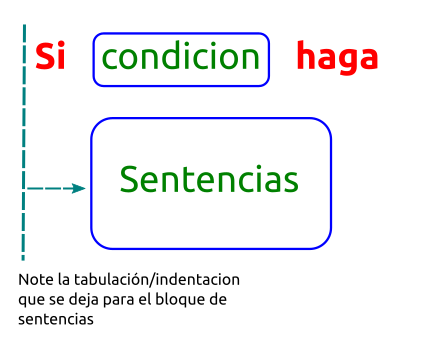 Si condicion haga
Sentencias
Note la tabulación/indentacion
que se deja para el bloque de
sentencias